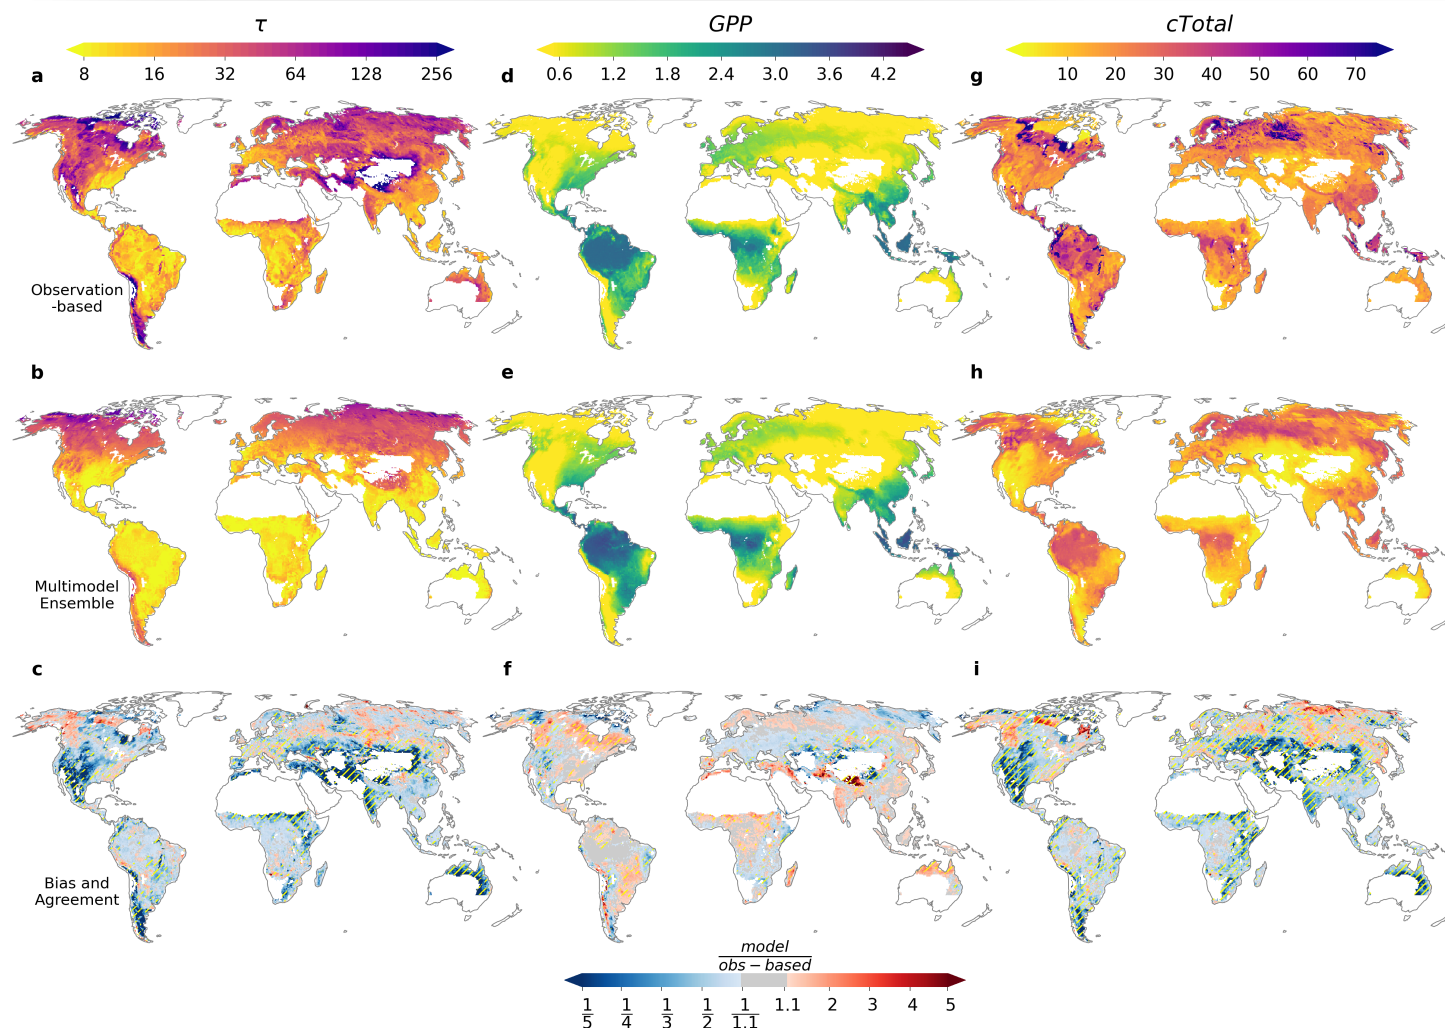 τ GPP cTotal
8 16 32 64 128 256 0.6 1.2 1.8 2.4 3.0 3.6 4.2 10 20 30 40 50 60 70
a d g
Observation
-based
b e h
Multimodel
Ensemble
c f i
Bias and
Agreement
model
obs − based
1/5 1/4 1/3 1/2 1/1.1 1.1 2 3 4 5